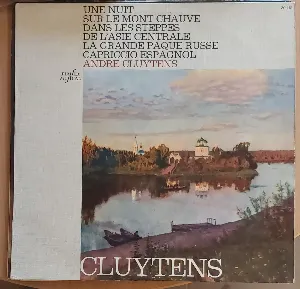 UNE NUIT
SUR LE MONT CHAUVE
DANS LES STEPPES
DE L'ASIE CENTRALE
LA GRANDE PAQUE RUSSE
CAPRICCIO ESPAGNOL
ANDRE CLUYTENS
CLUYTENS